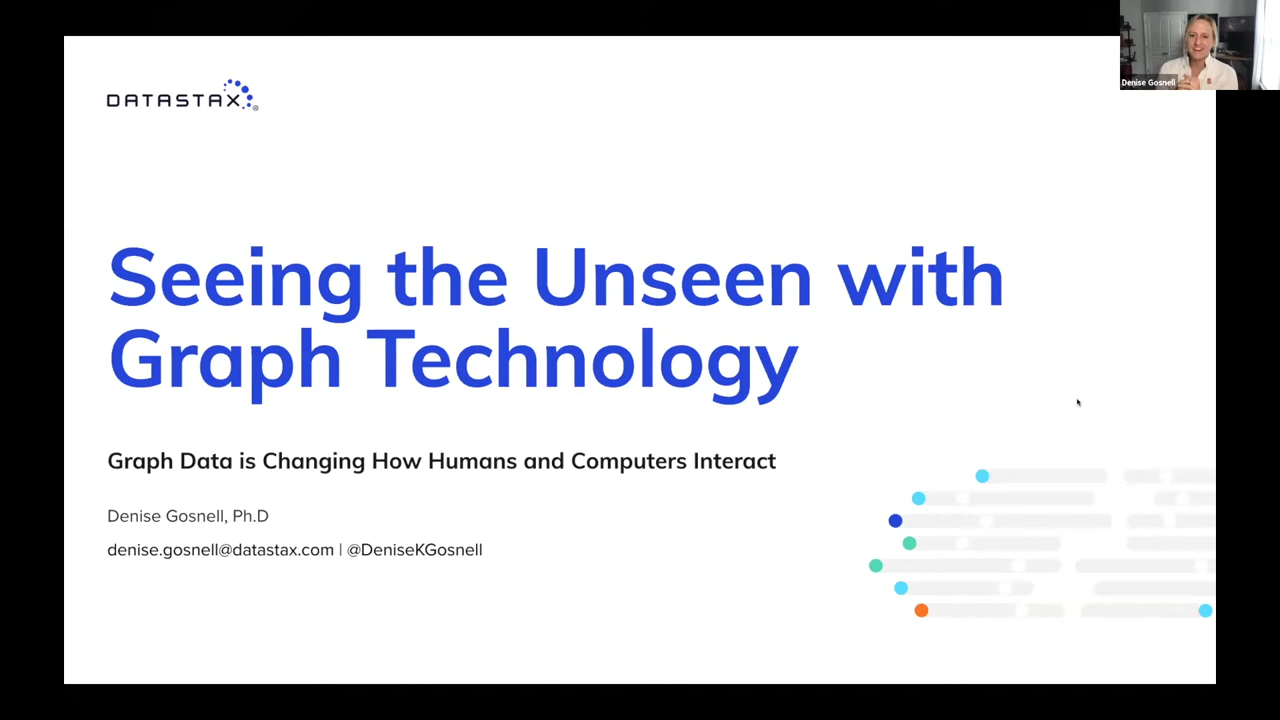 DATASTAX®
Denise Gosnell
Seeing the Unseen with
Graph Technology
Graph Data is Changing How Humans and Computers Interact
Denise Gosnell, Ph.D
denise.gosnell@datastax.com | @DeniseKGosnell